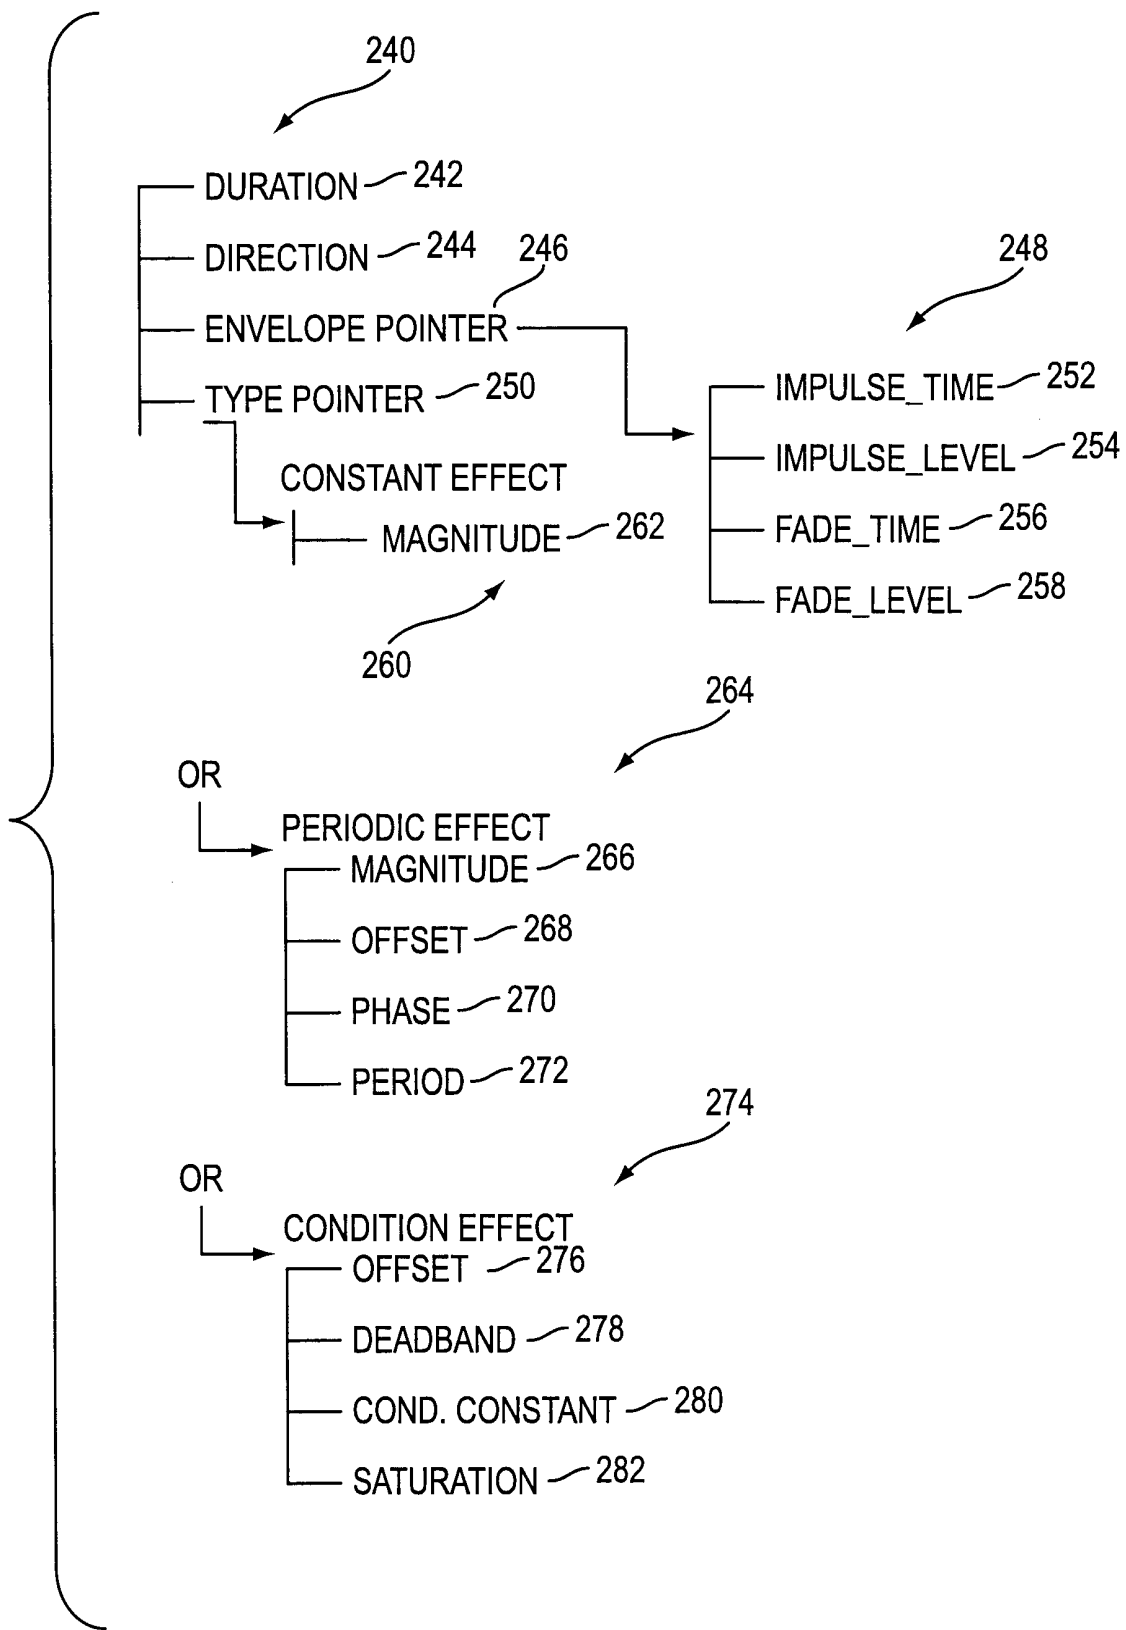 240
DURATION 242
DIRECTION 244
246
ENVELOPE POINTER
TYPE POINTER 250
248
IMPULSE_TIME 252
IMPULSE_LEVEL 254
FADE_TIME 256
FADE_LEVEL 258
CONSTANT EFFECT
MAGNITUDE 262
260
264
OR
PERIODIC EFFECT
MAGNITUDE 266
OFFSET 268
PHASE 270
PERIOD 272
274
OR
CONDITION EFFECT
OFFSET 276
DEADBAND 278
COND. CONSTANT 280
SATURATION 282